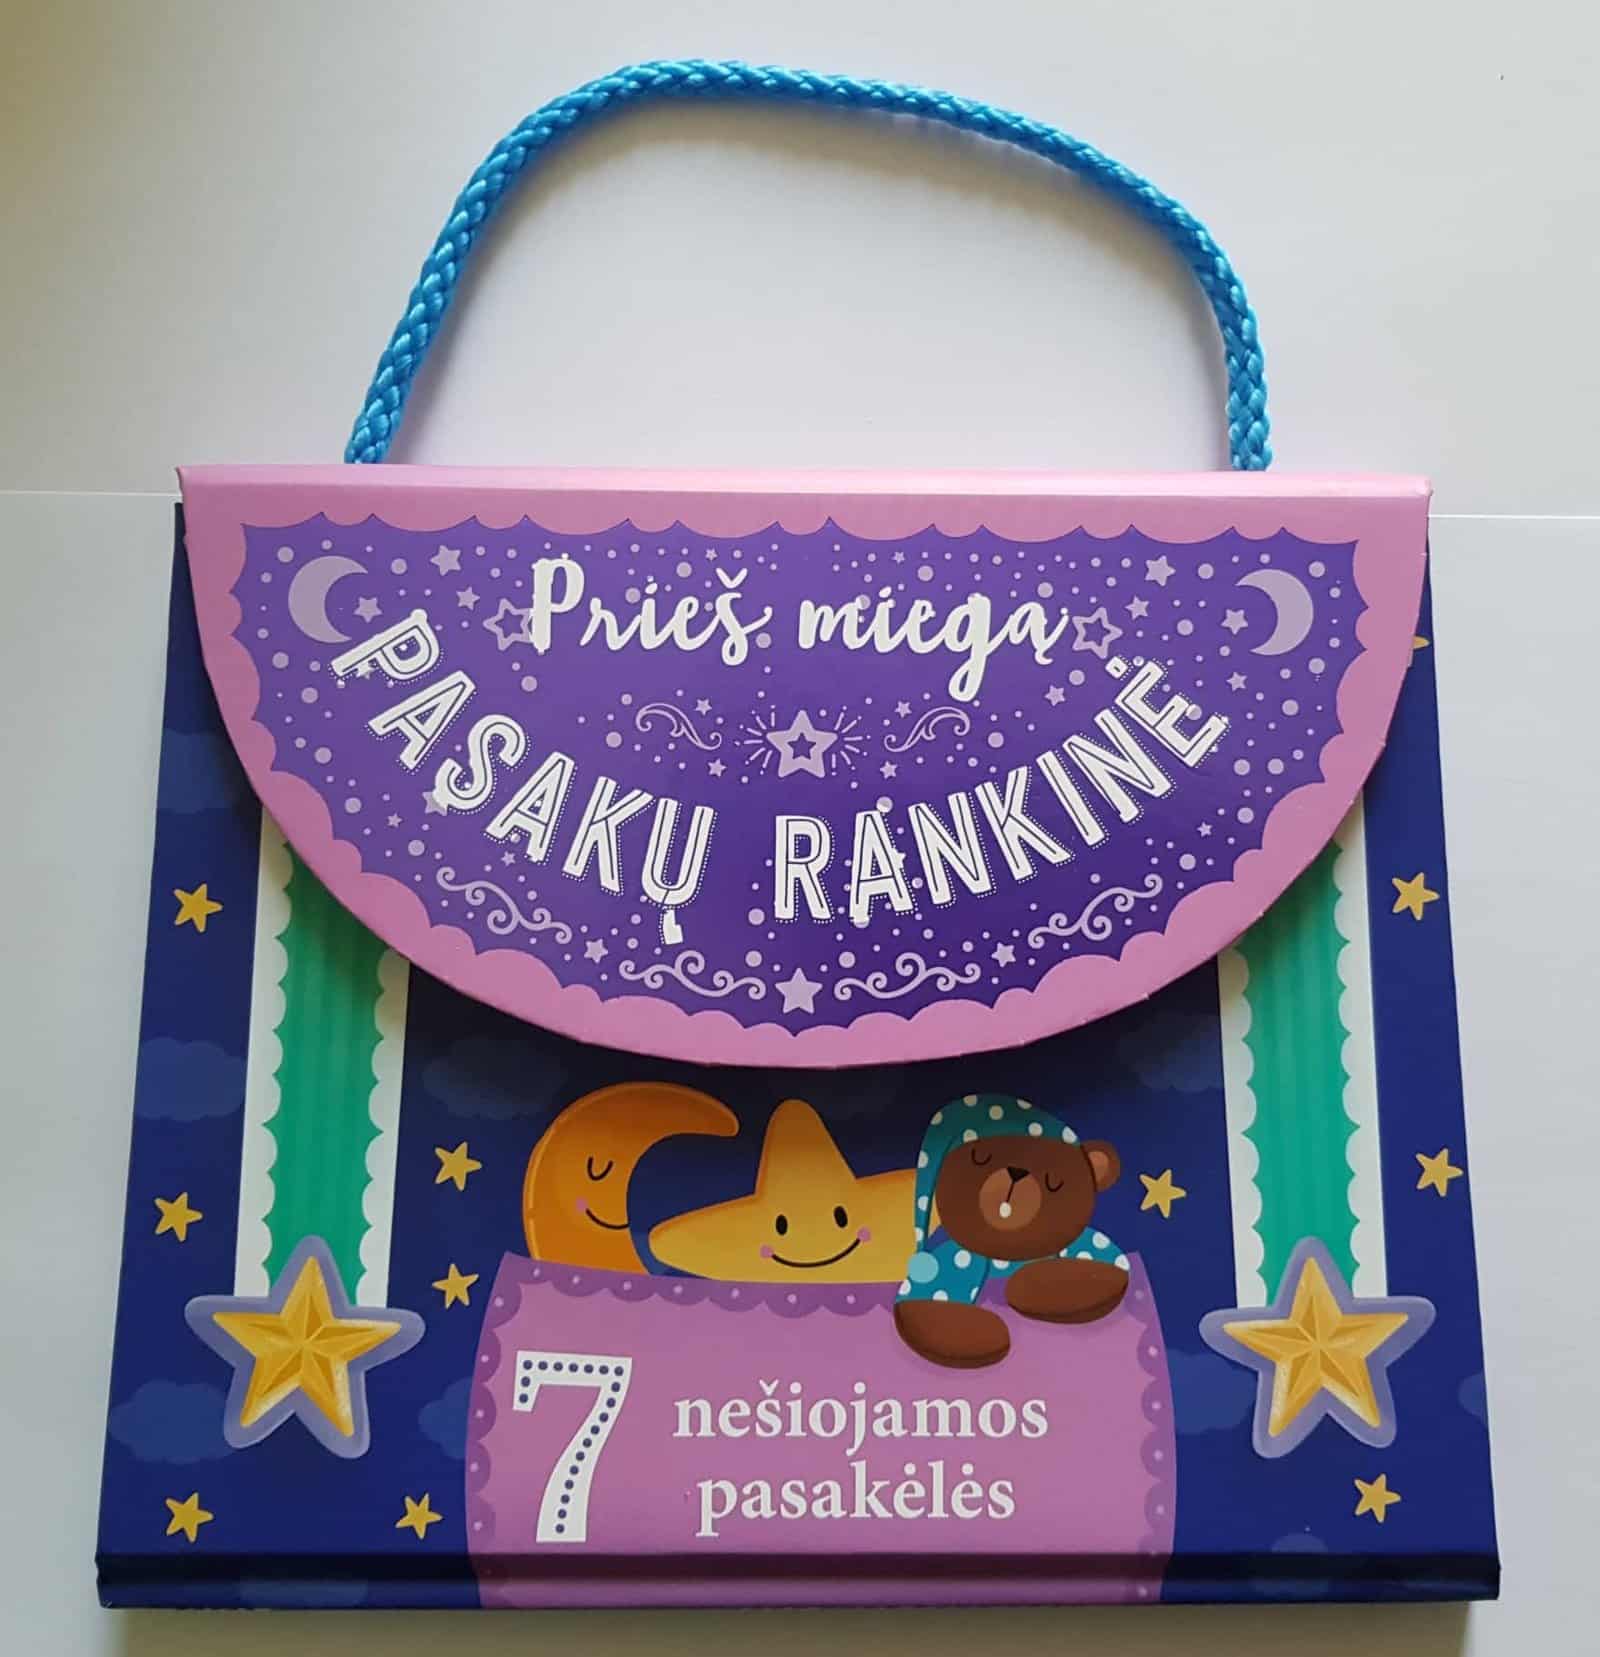 Prieš miegą
PASAKŲ RANKINĖ
7 nešiojamos
pasakėlės